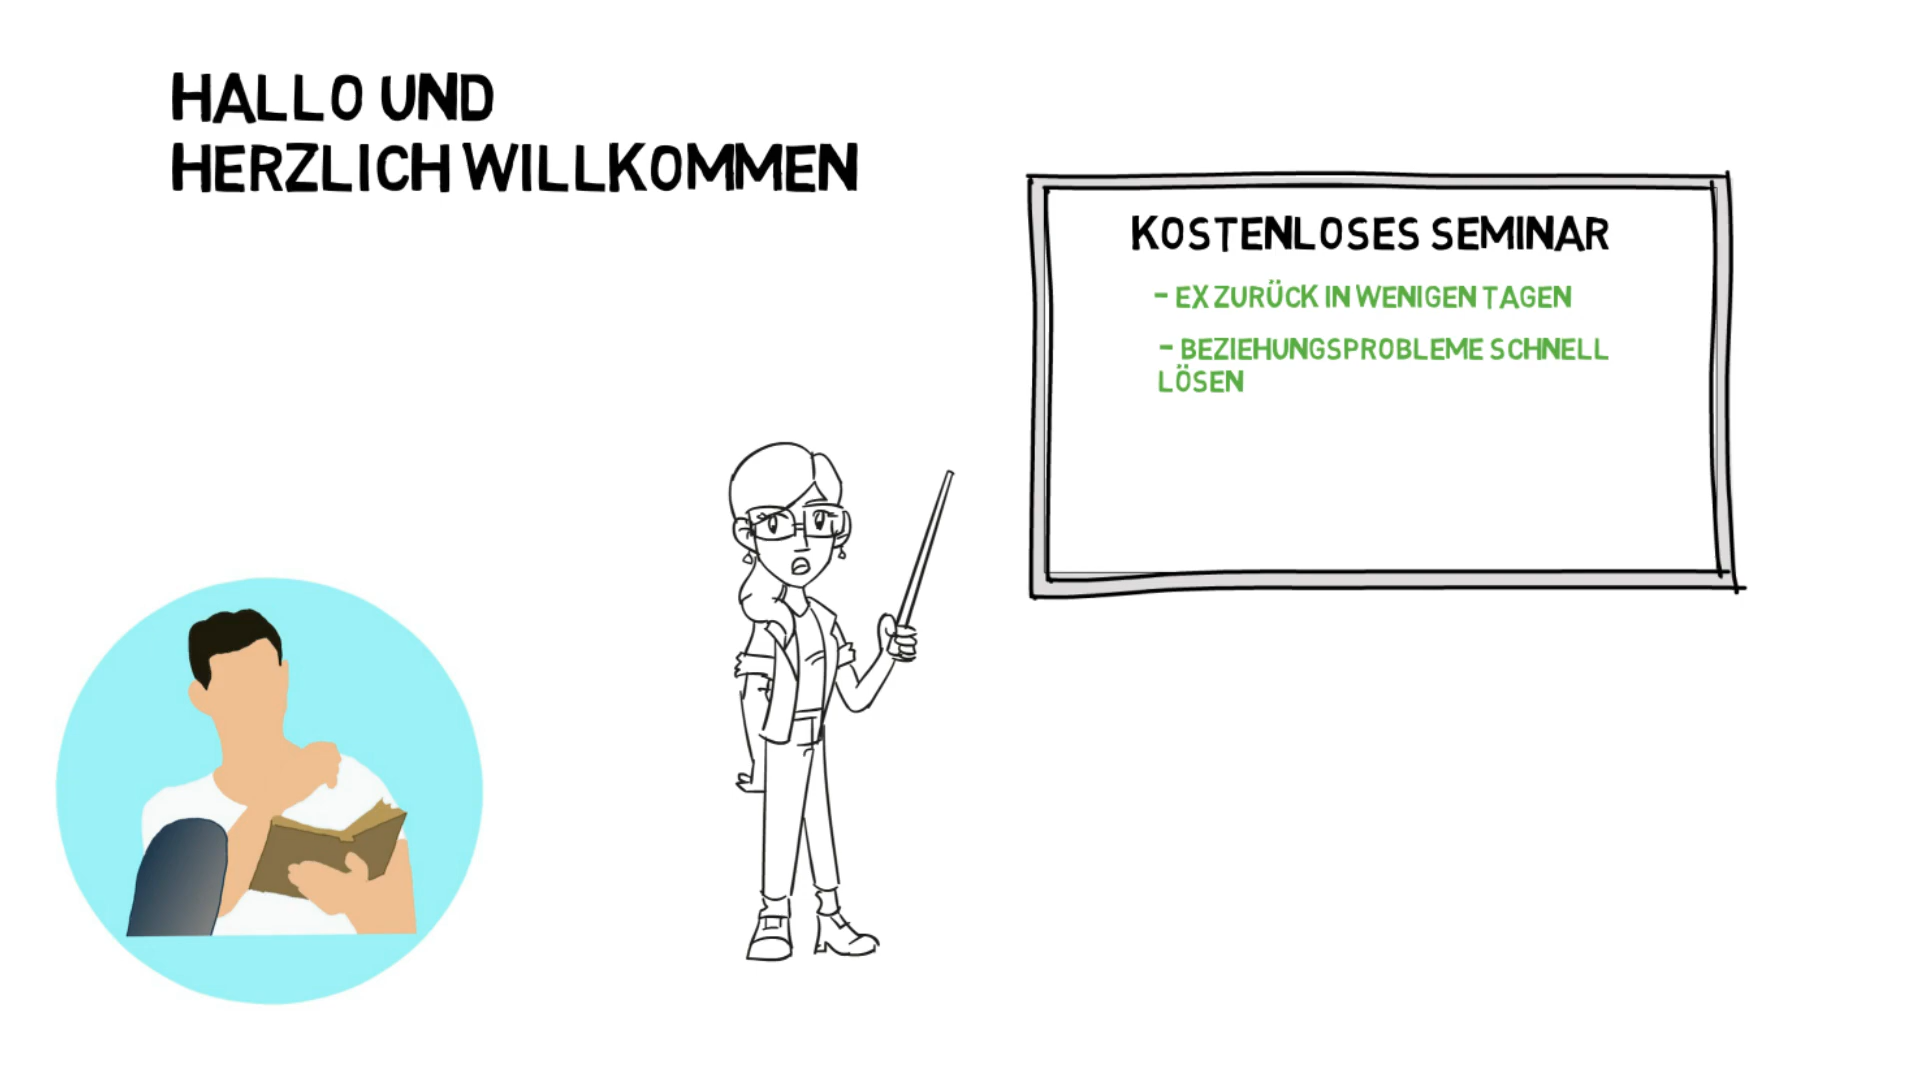 HALLO UND
HERZLICH WILLKOMMEN
KOSTENLOSES SEMINAR
- EX ZURÜCK IN WENIGEN TAGEN
- BEZIEHUNGSPROBLEME SCHNELL
LÖSEN